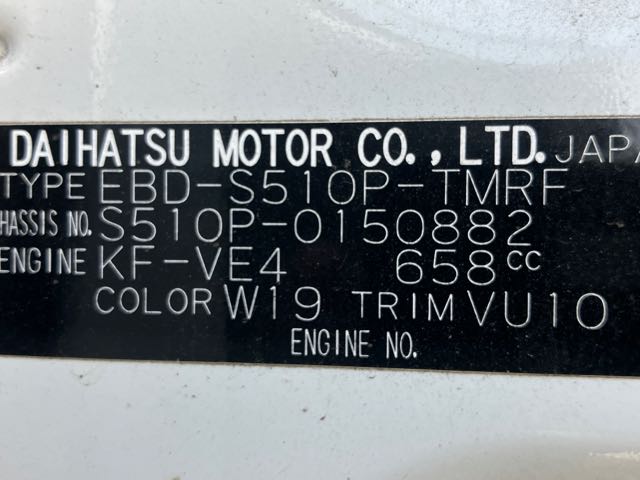 DAIHATSU MOTOR CO., LTD. JAPA
TYPE EBD-S510P-TMRF
HASSIS NO. S510P-0150882
ENGINE KF-VE4 658cc
COLOR W19 TRIM VU10
ENGINE NO.